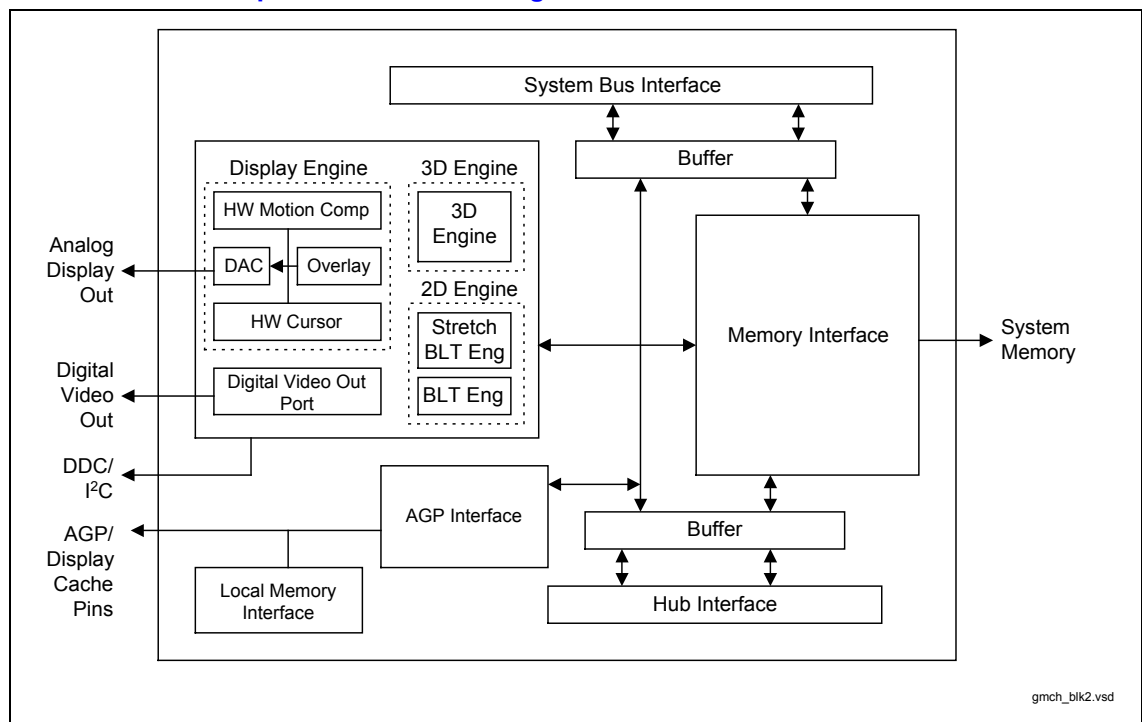 System Bus Interface
Buffer
Display Engine
3D Engine
HW Motion Comp
3D
Engine
Analog
Display
Out
DAC
Overlay
2D Engine
HW Cursor
Stretch
BLT Eng
Memory Interface
System
Memory
Digital
Video
Out
Digital Video Out
Port
BLT Eng
DDC/
I²C
AGP Interface
Buffer
AGP/
Display
Cache
Pins
Local Memory
Interface
Hub Interface
gmch_blk2.vsd